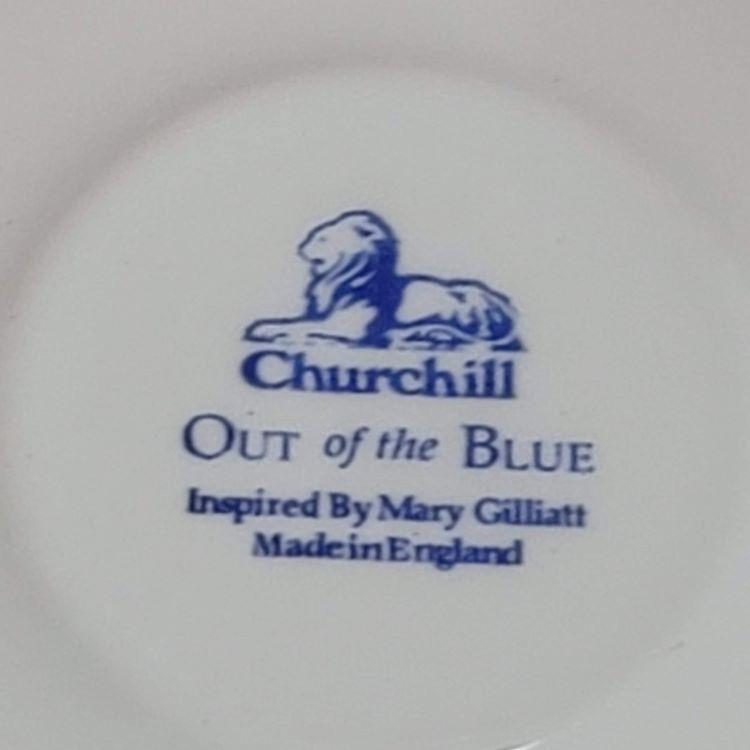 Churchill
OUT of the BLUE
Inspired By Mary Gilliatt
Made in England